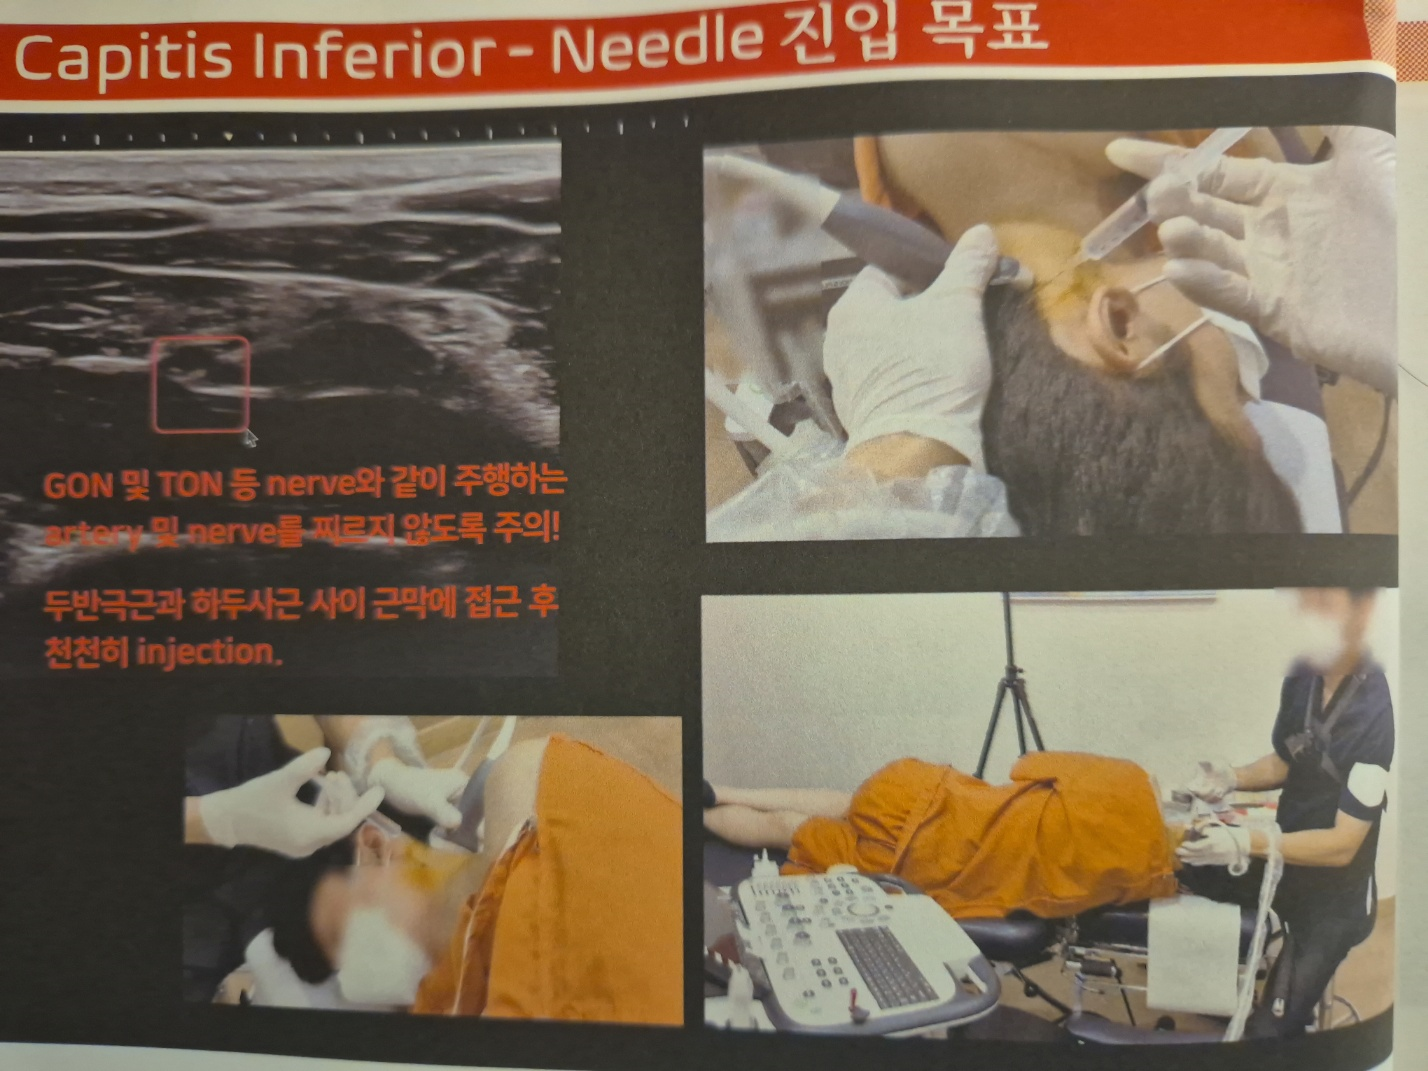 Capitis Inferior - Needle 진입 목표
GON 및 TON 등 nerve와 같이 주행하는
artery 및 nerve를 찌르지 않도록 주의!
두반극근과 하두사근 사이 근막에 접근 후
천천히 injection.